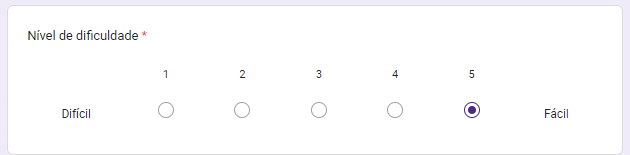 Nível de dificuldade *
1 2 3 4 5
Difícil Fácil